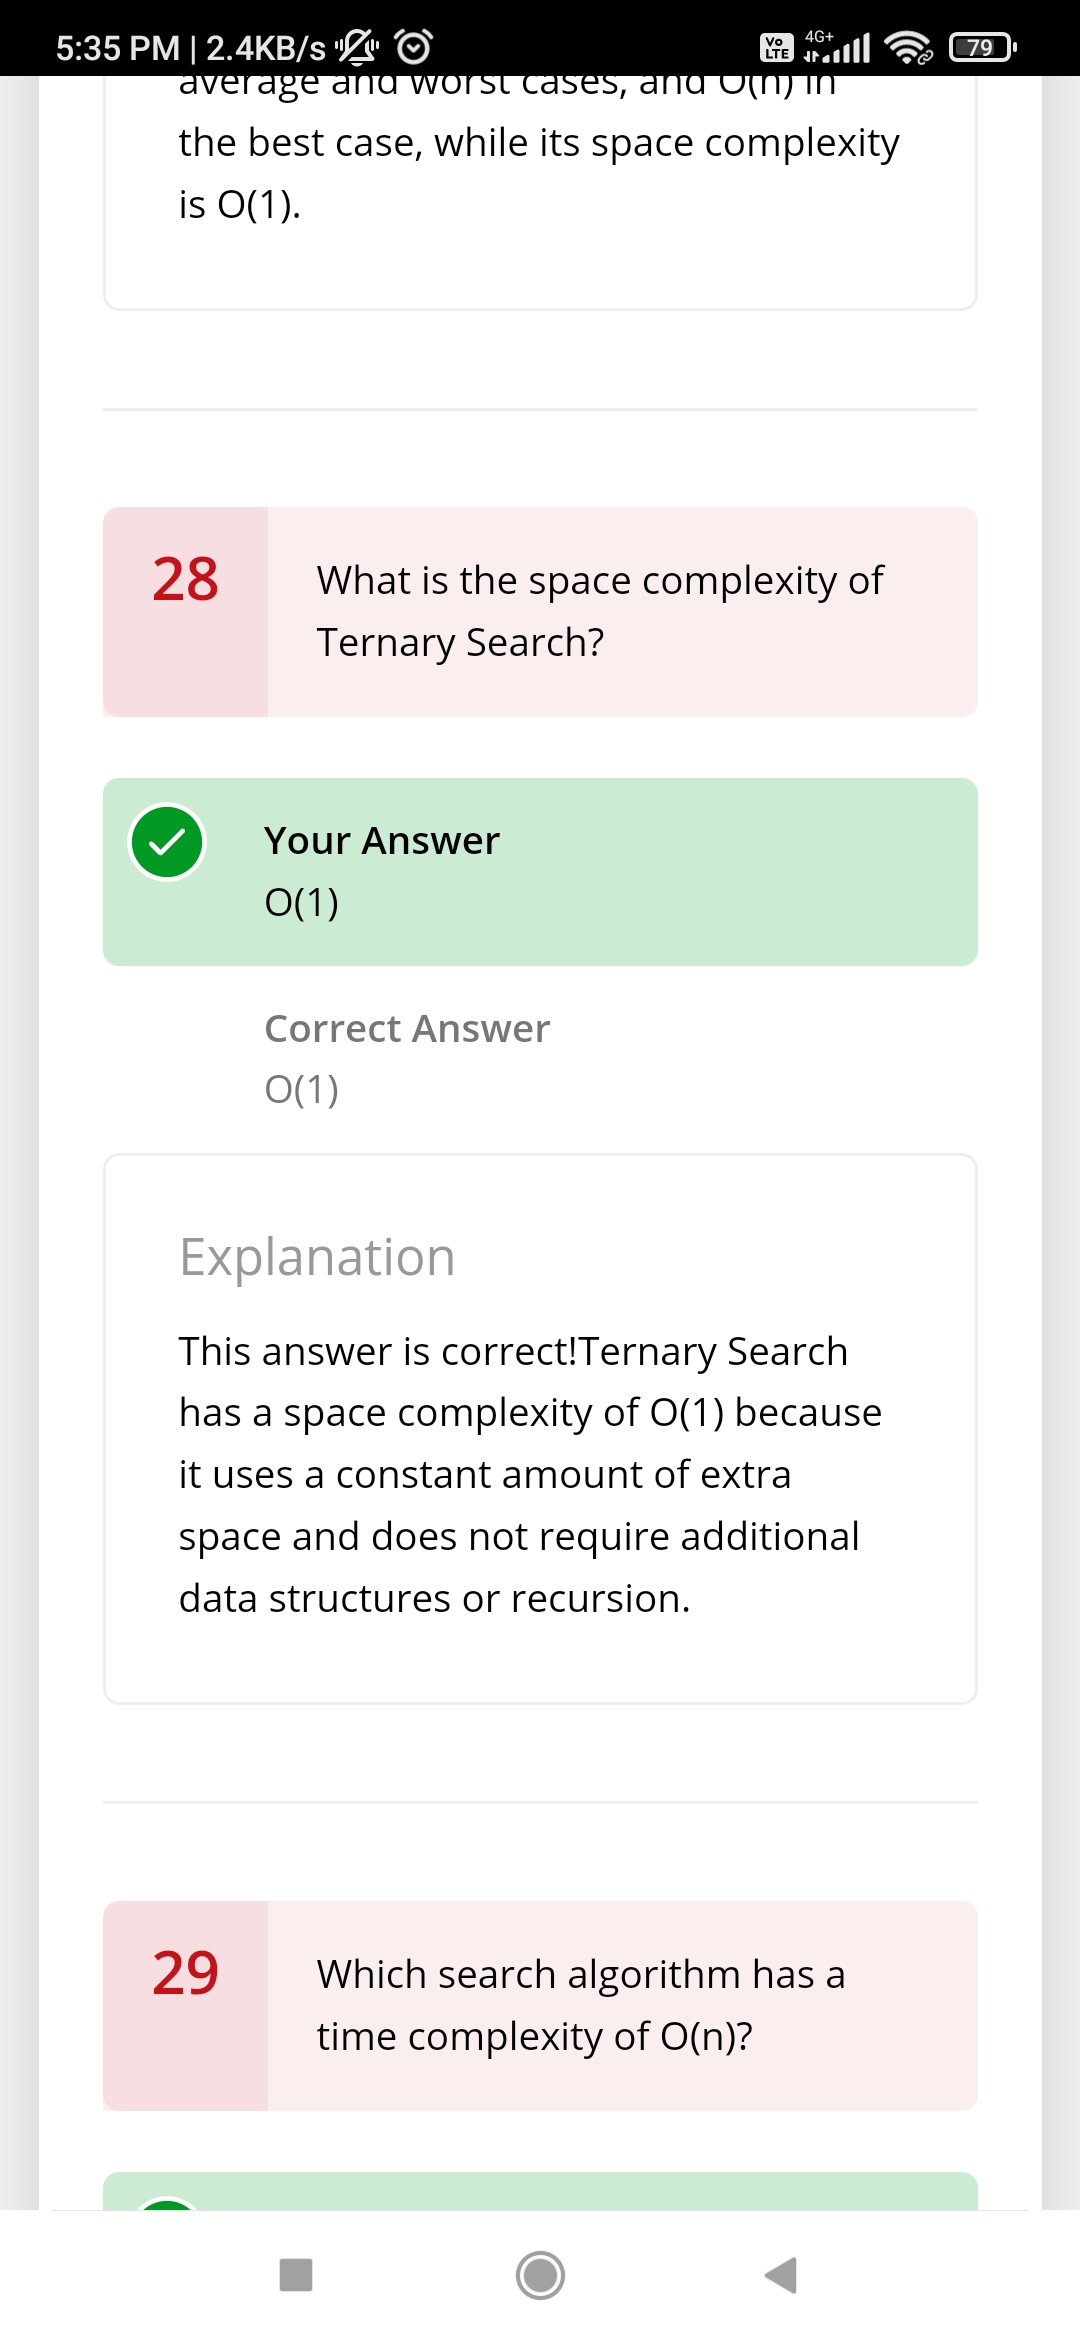 5:35 PM | 2.4KB/s
Vo LTE 4G+ 79
average and worst cases, and O(n) in
the best case, while its space complexity
is O(1).
28
What is the space complexity of
Ternary Search?
Your Answer
O(1)
Correct Answer
O(1)
Explanation
This answer is correct!Ternary Search
has a space complexity of O(1) because
it uses a constant amount of extra
space and does not require additional
data structures or recursion.
29
Which search algorithm has a
time complexity of O(n)?